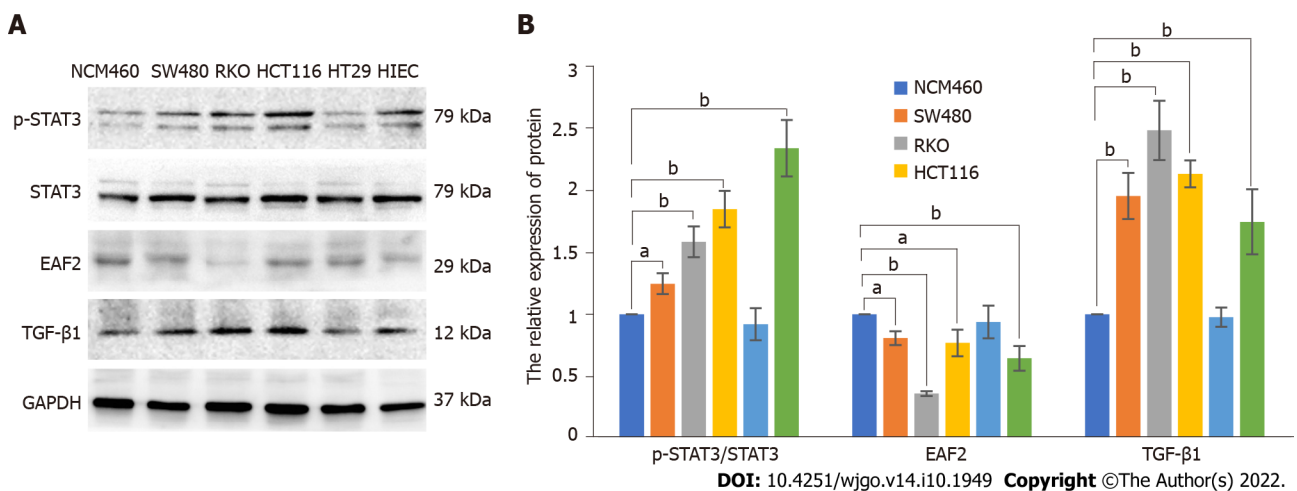 A
NCM460 SW480 RKO HCT116 HT29 HIEC
p-STAT3 79 kDa
STAT3 79 kDa
EAF2 29 kDa
TGF-β1 12 kDa
GAPDH 37 kDa
B
The relative expression of protein
3
2.5
2
1.5
1
0.5
0
NCM460
SW480
RKO
HCT116
a
b
b
b
a
b
a
b
b
b
b
b
p-STAT3/STAT3 EAF2 TGF-β1
DOI: 10.4251/wjgo.v14.i10.1949 Copyright ©The Author(s) 2022.